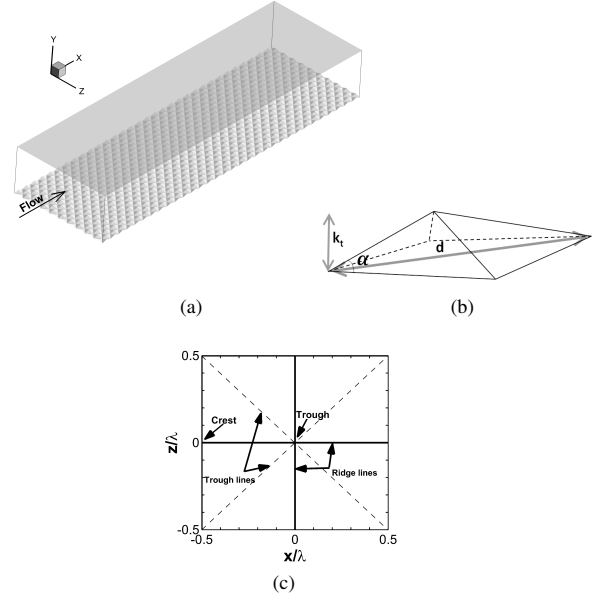 Y
X
Z
Flow
(a)
k_t
d
α
(b)
0.5
Crest
Trough
z/λ
0
Trough lines
Ridge lines
-0.5
-0.5
0
0.5
x/λ
(c)